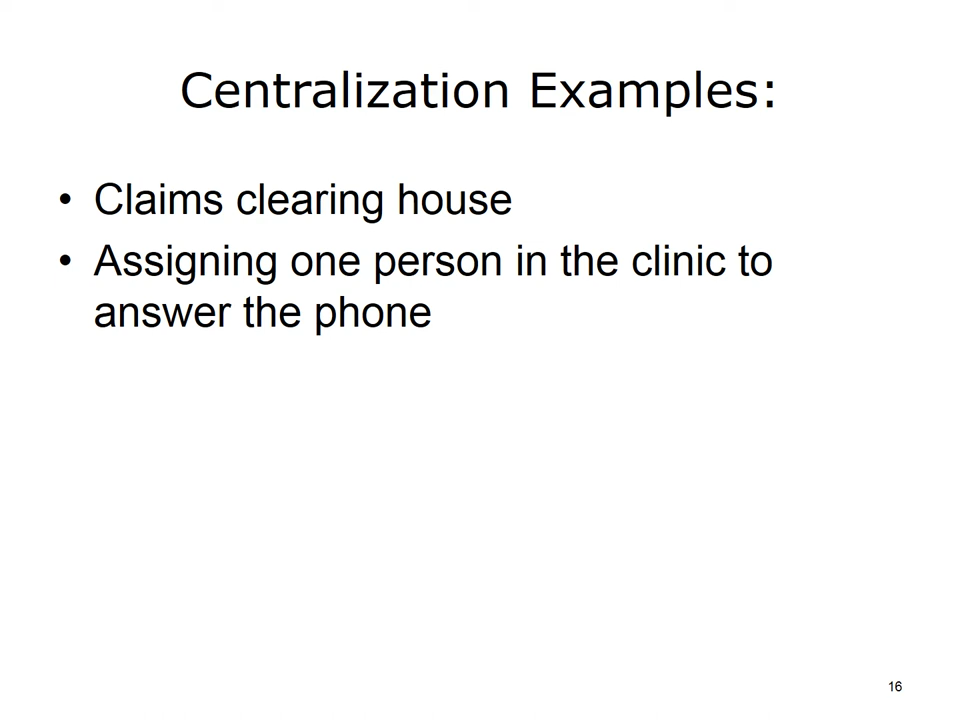 Centralization Examples:
• Claims clearing house
• Assigning one person in the clinic to
answer the phone
16